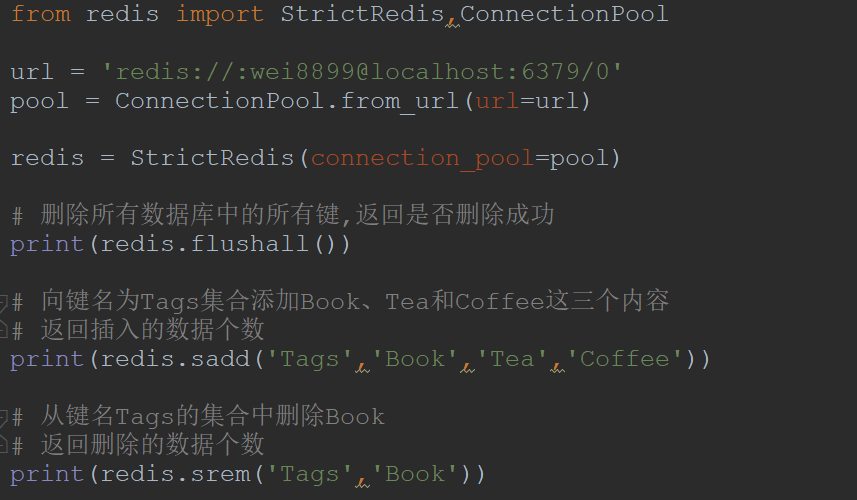 from redis import StrictRedis,ConnectionPool
url = 'redis://:wei8899@localhost:6379/0'
pool = ConnectionPool.from_url(url=url)
redis = StrictRedis(connection_pool=pool)
# 删除所有数据库中的所有键,返回是否删除成功
print(redis.flushall())
# 向键名为Tags集合添加Book、Tea和Coffee这三个内容
# 返回插入的数据个数
print(redis.sadd('Tags','Book','Tea','Coffee'))
# 从键名Tags的集合中删除Book
# 返回删除的数据个数
print(redis.srem('Tags','Book'))